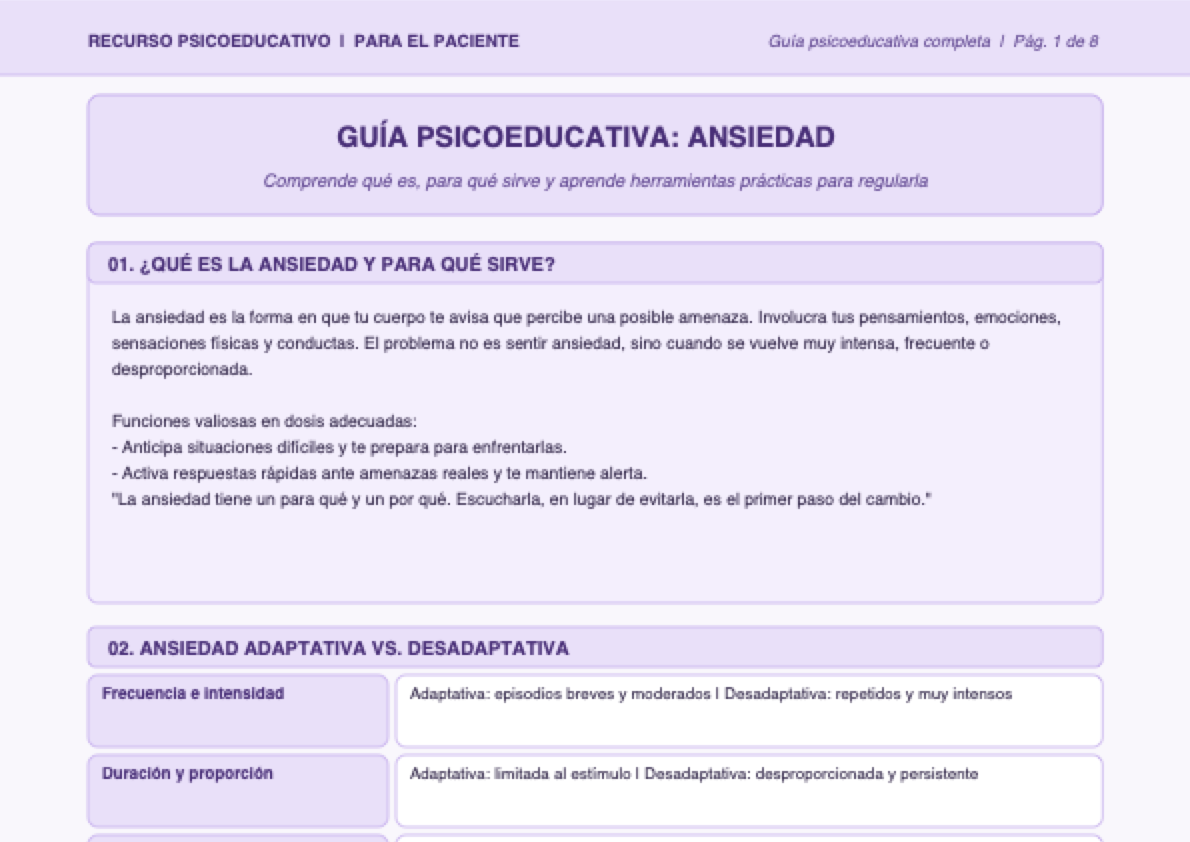 RECURSO PSICOEDUCATIVO | PARA EL PACIENTE
Guía psicoeducativa completa | Pág. 1 de 8
GUÍA PSICOEDUCATIVA: ANSIEDAD
Comprende qué es, para qué sirve y aprende herramientas prácticas para regularla
01. ¿QUÉ ES LA ANSIEDAD Y PARA QUÉ SIRVE?
La ansiedad es la forma en que tu cuerpo te avisa que percibe una posible amenaza. Involucra tus pensamientos, emociones,
sensaciones físicas y conductas. El problema no es sentir ansiedad, sino cuando se vuelve muy intensa, frecuente o
desproporcionada.
Funciones valiosas en dosis adecuadas:
- Anticipa situaciones difíciles y te prepara para enfrentarlas.
- Activa respuestas rápidas ante amenazas reales y te mantiene alerta.
"La ansiedad tiene un para qué y un por qué. Escucharla, en lugar de evitarla, es el primer paso del cambio."
02. ANSIEDAD ADAPTATIVA VS. DESADAPTATIVA
Frecuencia e intensidad
Adaptativa: episodios breves y moderados | Desadaptativa: repetidos y muy intensos
Duración y proporción
Adaptativa: limitada al estímulo | Desadaptativa: desproporcionada y persistente